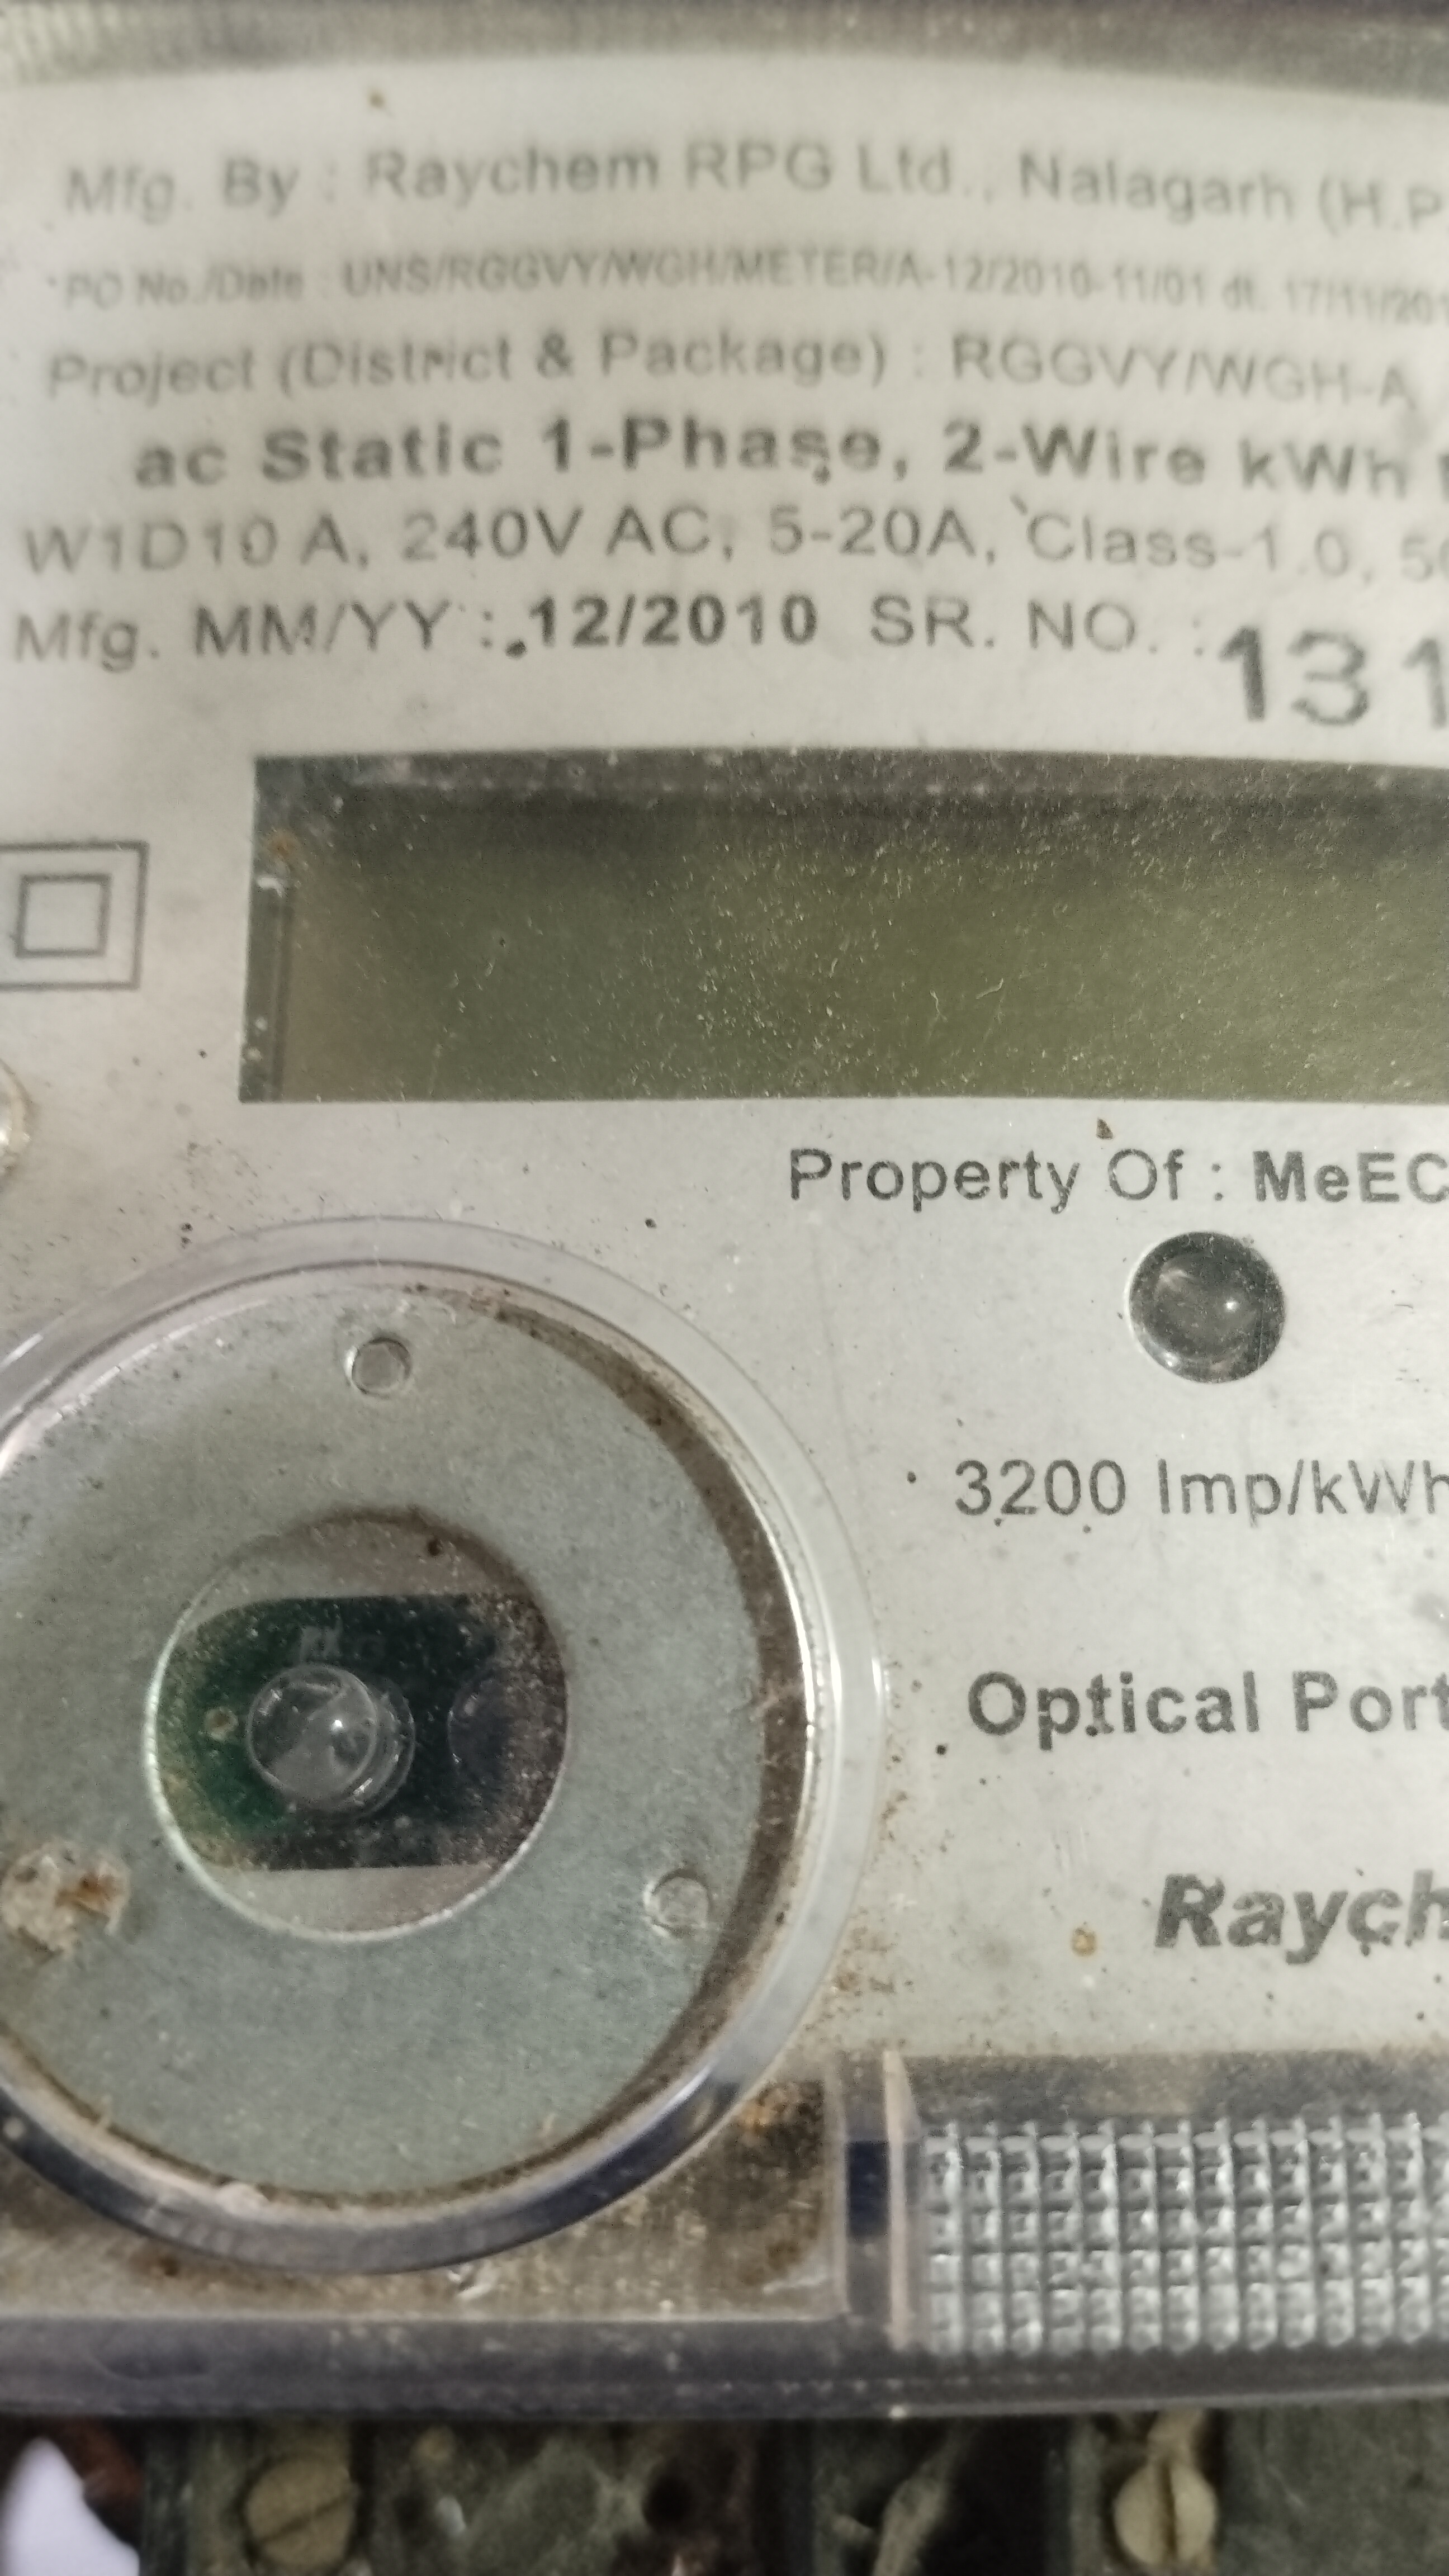 Mfg. By : Raychem RPG Ltd., Nalagarh (H.P
PO No./Date : UNS/RGGVY/WGH/METER/A-12/2010-11/01 dt. 17/11/201
Project (District & Package) : RGGVY/WGH-A
ac Static 1-Phase, 2-Wire kWh
W1D10 A, 240V AC, 5-20A, Class-1.0, 50
Mfg. MM/YY : 12/2010 SR. NO. : 131
Property Of : MeEC
3200 Imp/kWh
Optical Port
Raych